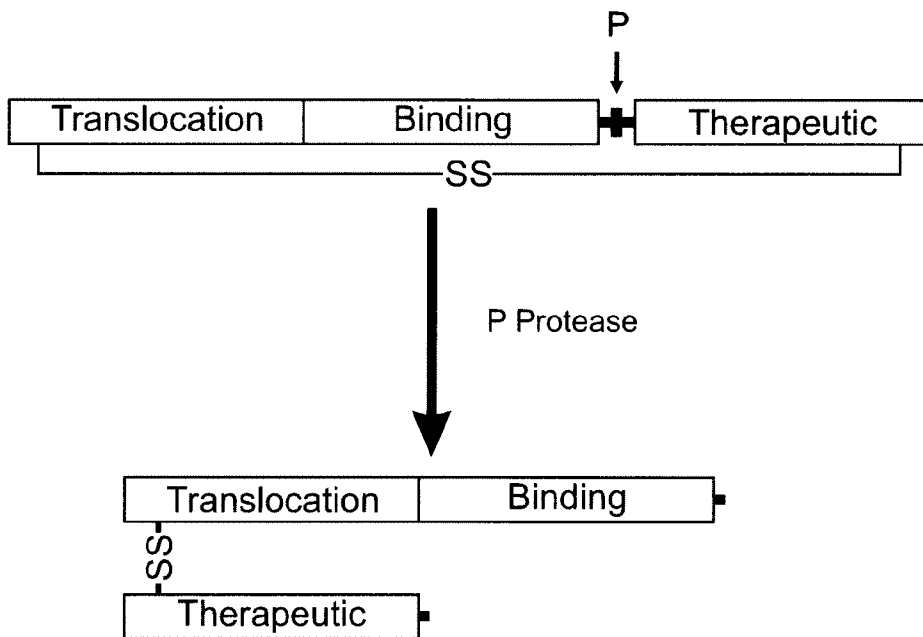 P
Translocation Binding Therapeutic
SS
P Protease
Translocation Binding
SS
Therapeutic